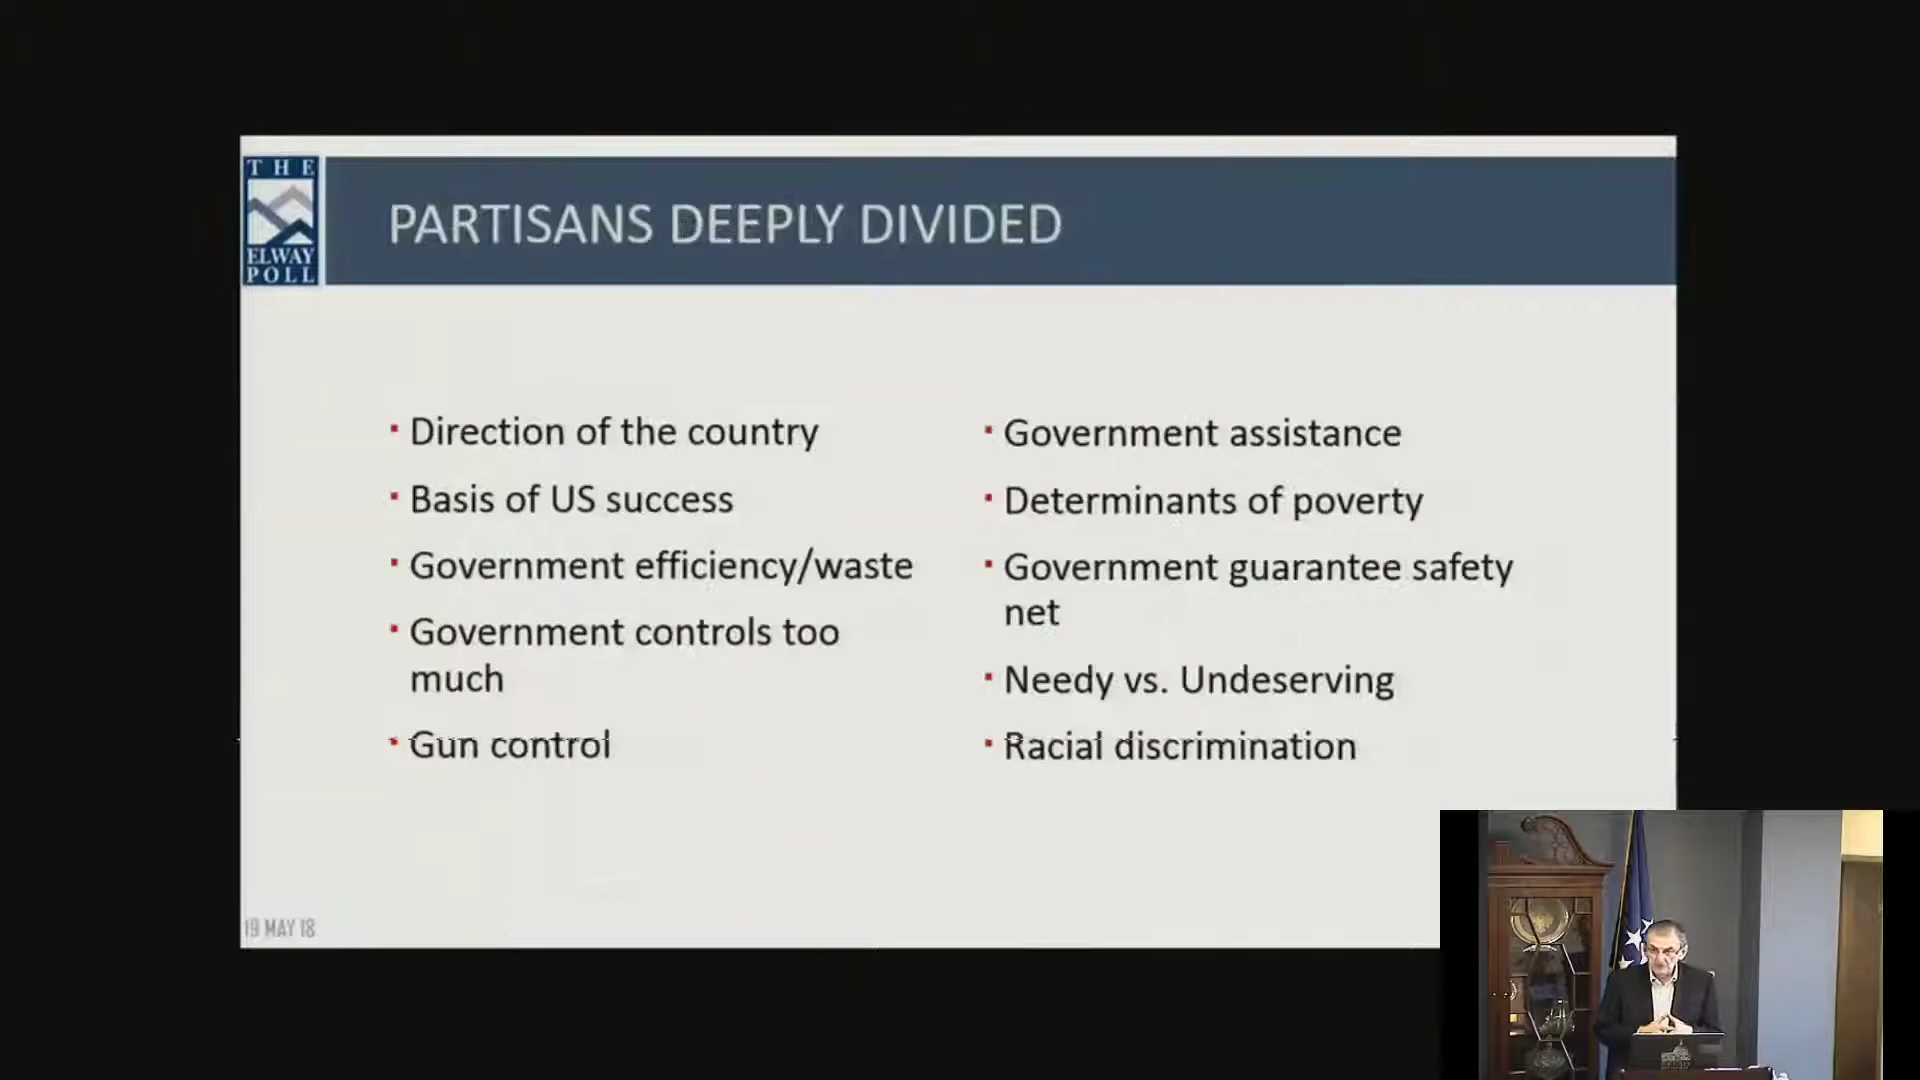 THE
ELWAY
POLL
PARTISANS DEEPLY DIVIDED
Direction of the country
Basis of US success
Government efficiency/waste
Government controls too
much
Gun control
Government assistance
Determinants of poverty
Government guarantee safety
net
Needy vs. Undeserving
Racial discrimination
19 MAY 18